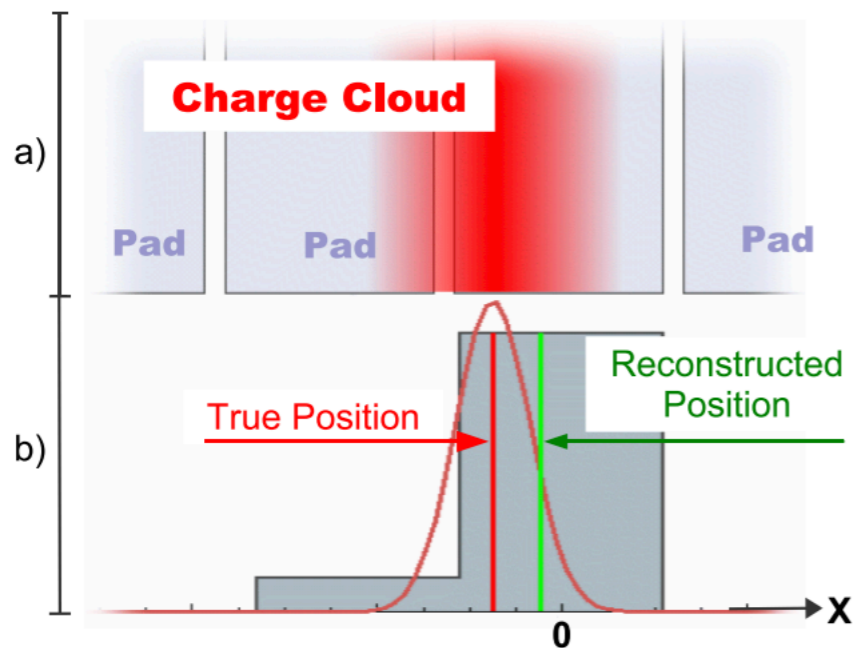 a)
Charge Cloud
Pad
Pad
Pad
b)
True Position
Reconstructed
Position
X
0